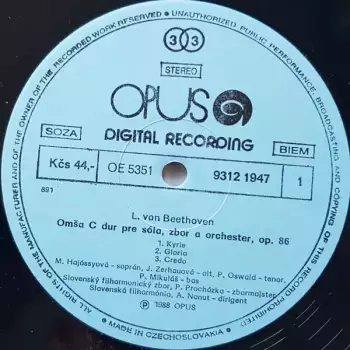 ALL RIGHTS OF THE MANUFACTURER AND OF THE OWNER OF THE RECORDED WORK RESERVED • UNAUTHORIZED PUBLIC PERFORMANCE, BROADCASTING AND COPYING OF THIS RECORD PROHIBITED
33
STEREO
OPUS
SOZA
DIGITAL RECORDING
BIEM
Kčs 44,- OE 5351 9312 1947 1
881
L. van Beethoven
Omša C dur pre sóla, zbor a orchester, op. 86
1. Kyrie
2. Gloria
3. Credo
M. Hajóssyová - soprán, J. Zerhauová - alt, P. Oswald - tenor,
P. Mikuláš - bas
Slovenský filharmonický zbor, P. Procházka - zbormajster
Slovenská filharmónia, A. Nanut - dirigent
Ⓟ 1988 OPUS
MADE IN CZECHOSLOVAKIA